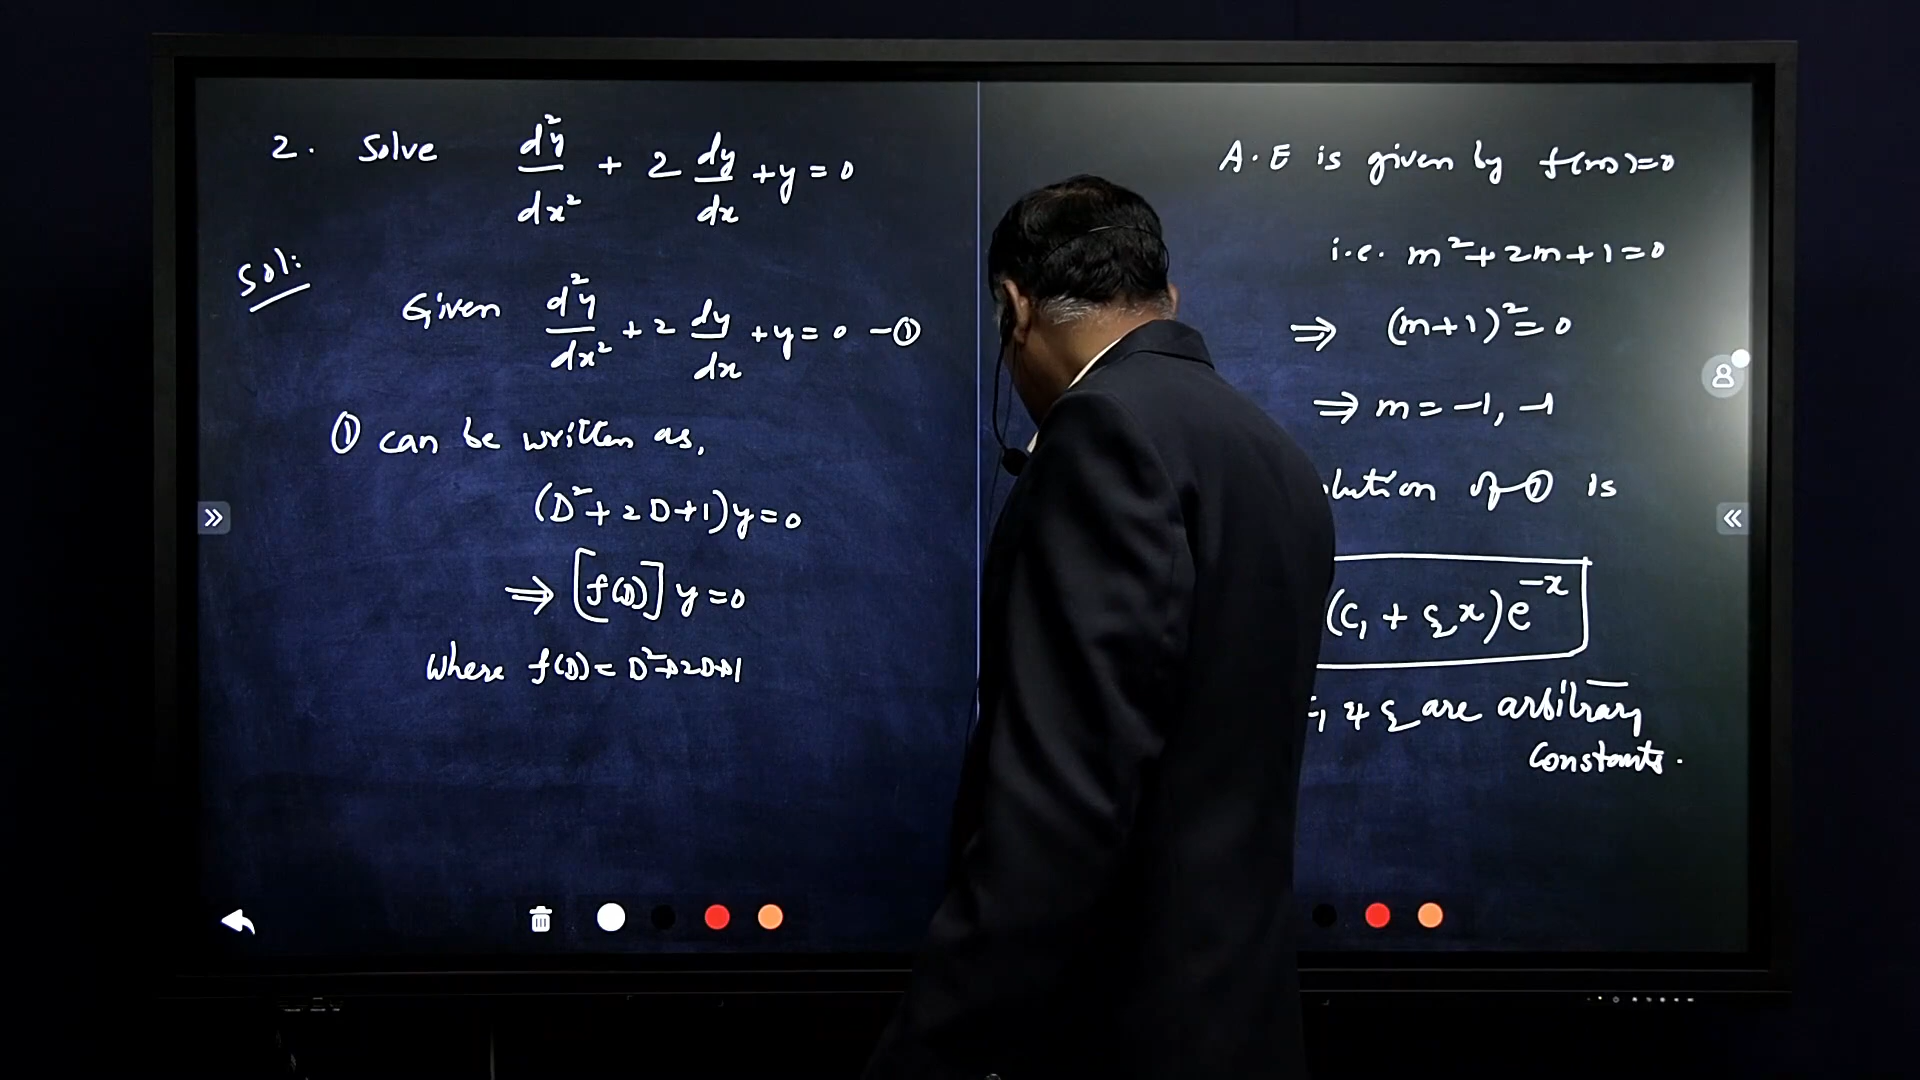 2. Solve d²y/dx² + 2 dy/dx + y = 0
Sol:
Given d²y/dx² + 2 dy/dx + y = 0 — ①
① can be written as,
(D² + 2D + 1)y = 0
⇒ [f(D)] y = 0
Where f(D) = D² + 2D + 1
A.E is given by f(m) = 0
i.e. m² + 2m + 1 = 0
⇒ (m + 1)² = 0
⇒ m = -1, -1
of ① is
(C₁ + C₂x)e⁻ˣ
& C₂ are arbitrary
constants.